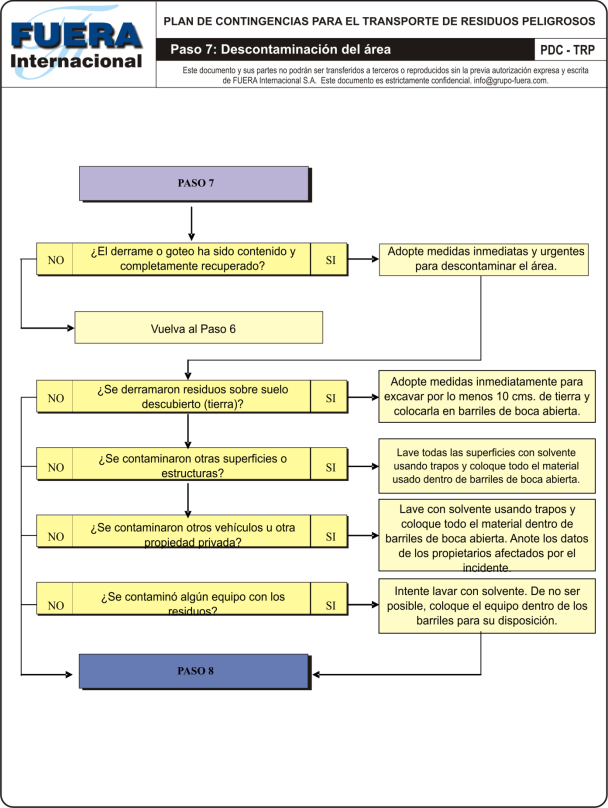 FUERA
Internacional
PLAN DE CONTINGENCIAS PARA EL TRANSPORTE DE RESIDUOS PELIGROSOS
Paso 7: Descontaminación del área
PDC - TRP
Este documento y sus partes no podrán ser transferidos a terceros o reproducidos sin la previa autorización expresa y escrita
de FUERA Internacional S.A. Este documento es estrictamente confidencial. info@grupo-fuera.com.
PASO 7
NO
¿El derrame o goteo ha sido contenido y
completamente recuperado?
SI
Adopte medidas inmediatas y urgentes
para descontaminar el área.
Vuelva al Paso 6
NO
¿Se derramaron residuos sobre suelo
descubierto (tierra)?
SI
Adopte medidas inmediatamente para
excavar por lo menos 10 cms. de tierra y
colocarla en barriles de boca abierta.
NO
¿Se contaminaron otras superficies o
estructuras?
SI
Lave todas las superficies con solvente
usando trapos y coloque todo el material
usado dentro de barriles de boca abierta.
NO
¿Se contaminaron otros vehículos u otra
propiedad privada?
SI
Lave con solvente usando trapos y
coloque todo el material dentro de
barriles de boca abierta. Anote los datos
de los propietarios afectados por el
incidente.
NO
¿Se contaminó algún equipo con los
residuos?
SI
Intente lavar con solvente. De no ser
posible, coloque el equipo dentro de los
barriles para su disposición.
PASO 8